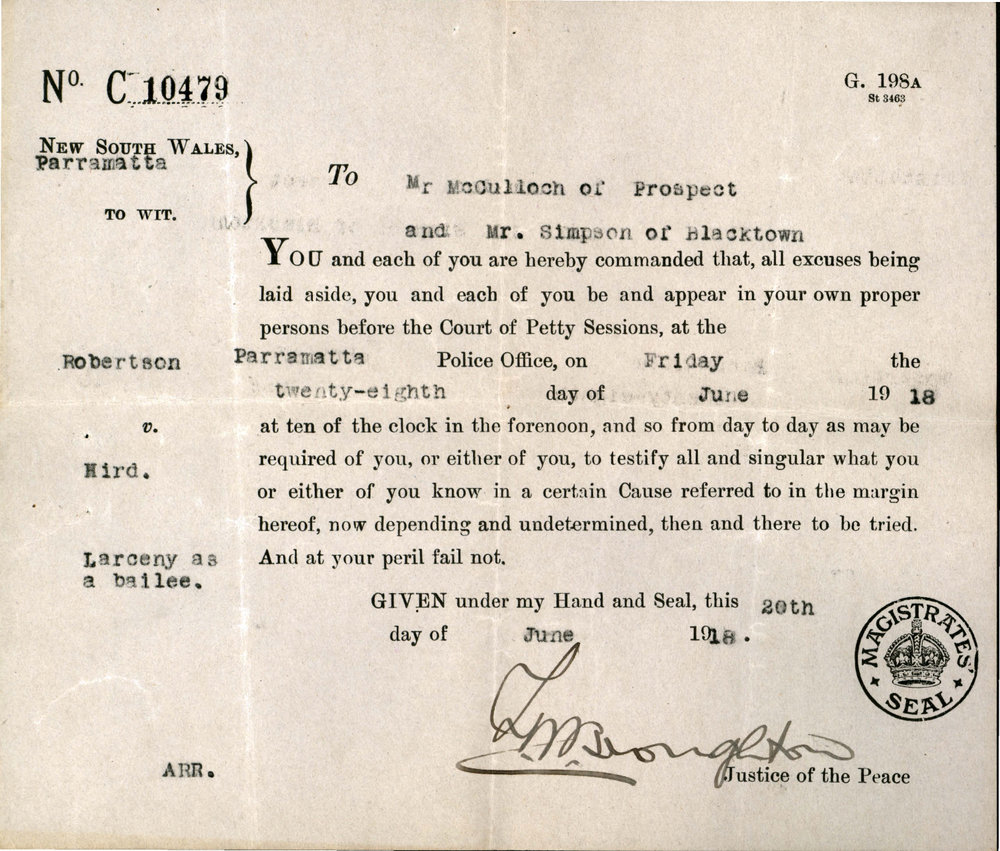 No. C 10479
G. 198A
St 3463
NEW SOUTH WALES,
Parramatta
TO WIT.
To Mr McCulloch of Prospect
and Mr. Simpson of Blacktown
YOU and each of you are hereby commanded that, all excuses being
laid aside, you and each of you be and appear in your own proper
persons before the Court of Petty Sessions, at the
Robertson Parramatta Police Office, on Friday the
twenty-eighth day of June 19 18
v. at ten of the clock in the forenoon, and so from day to day as may be
required of you, or either of you, to testify all and singular what you
Hird.
or either of you know in a certain Cause referred to in the margin
hereof, now depending and undetermined, then and there to be tried.
Larceny as And at your peril fail not.
a bailee.
GIVEN under my Hand and Seal, this 20th
day of June 1918.
MAGISTRATES' SEAL
Broughton
ARR.
Justice of the Peace